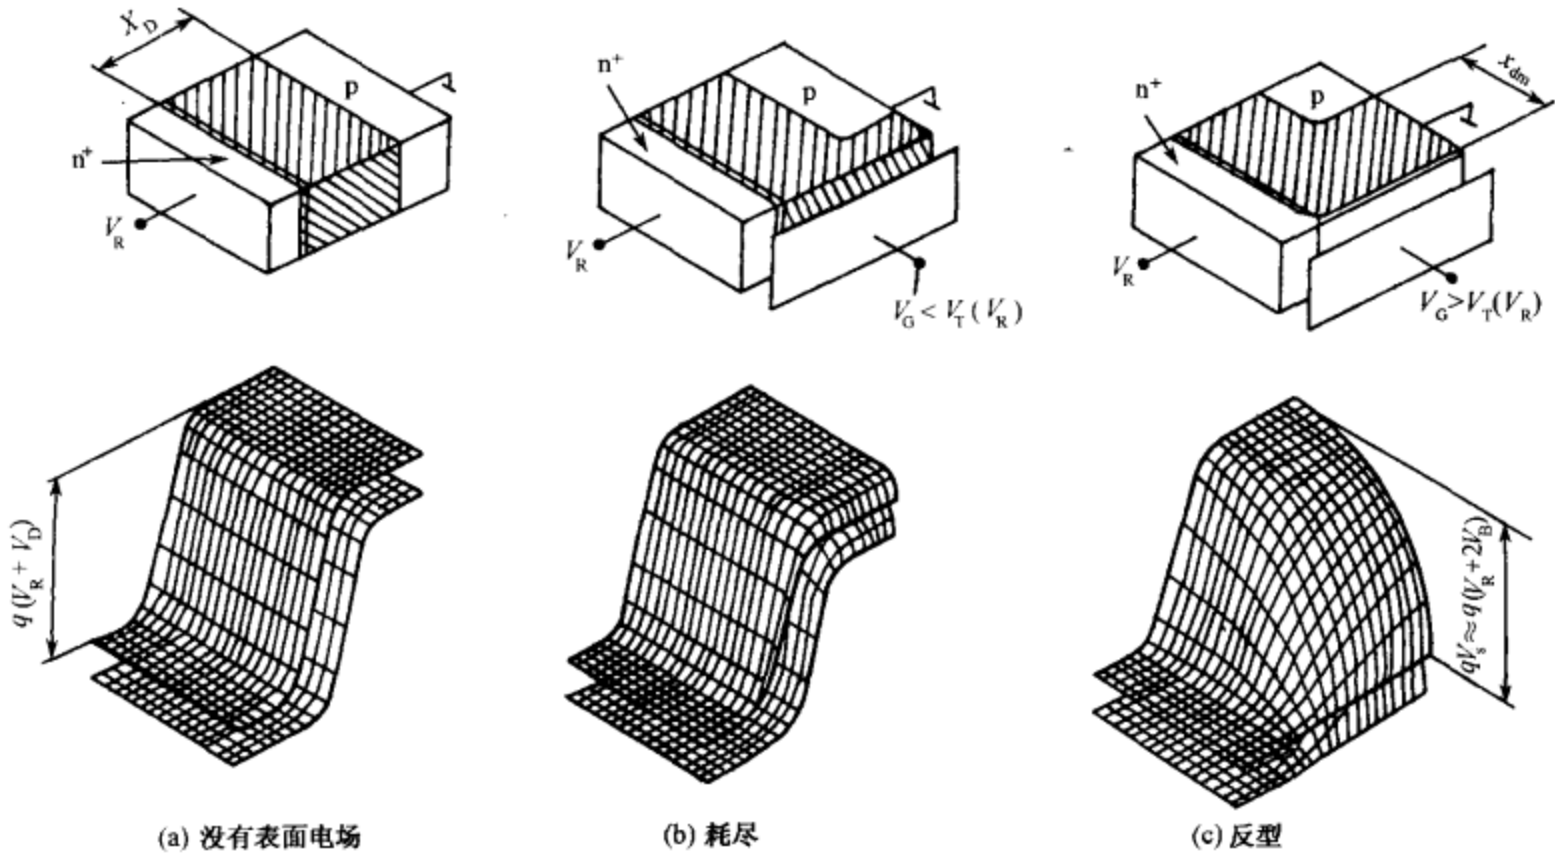 X_D
p
n⁺
V_R
n⁺
p
V_R
V_G < V_T (V_R)
x_dm
n⁺
p
V_R
V_G>V_T(V_R)
q(V_R + V_D)
qV_s≈q(V_R+2V_B)
(a) 没有表面电场
(b) 耗尽
(c) 反型